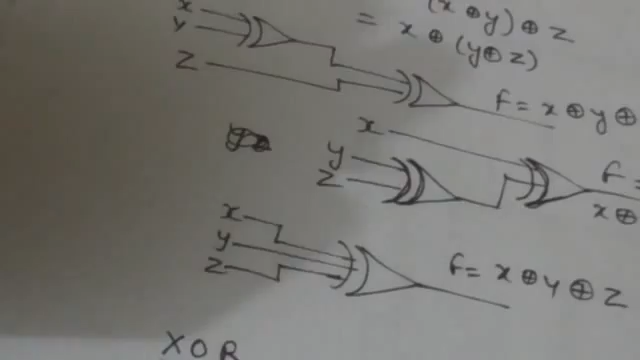 (x ⊕ y) ⊕ z
= x ⊕ (y ⊕ z)
x
y
z
F = x ⊕ y ⊕
x
y
z
F =
x ⊕
x
y
z
F = x ⊕ y ⊕ z
XOR